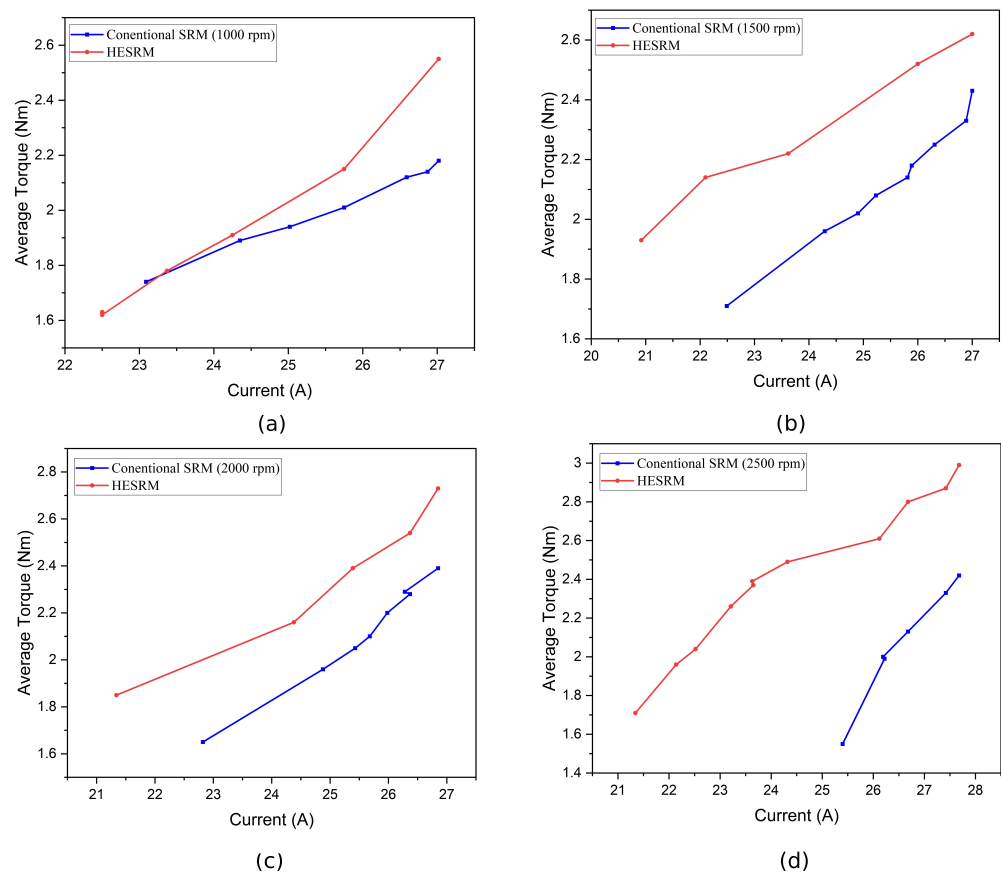 Conentional SRM (1000 rpm)
HESRM
2.6
2.4
2.2
2
1.8
1.6
Average Torque (Nm)
22 23 24 25 26 27
Current (A)
(a)
Conentional SRM (1500 rpm)
HESRM
2.6
2.4
2.2
2
1.8
1.6
Average Torque (Nm)
20 21 22 23 24 25 26 27
Current (A)
(b)
Conentional SRM (2000 rpm)
HESRM
2.8
2.6
2.4
2.2
2
1.8
1.6
Average Torque (Nm)
21 22 23 24 25 26 27
Current (A)
(c)
Conentional SRM (2500 rpm)
HESRM
3
2.8
2.6
2.4
2.2
2
1.8
1.6
1.4
Average Torque (Nm)
21 22 23 24 25 26 27 28
Current (A)
(d)